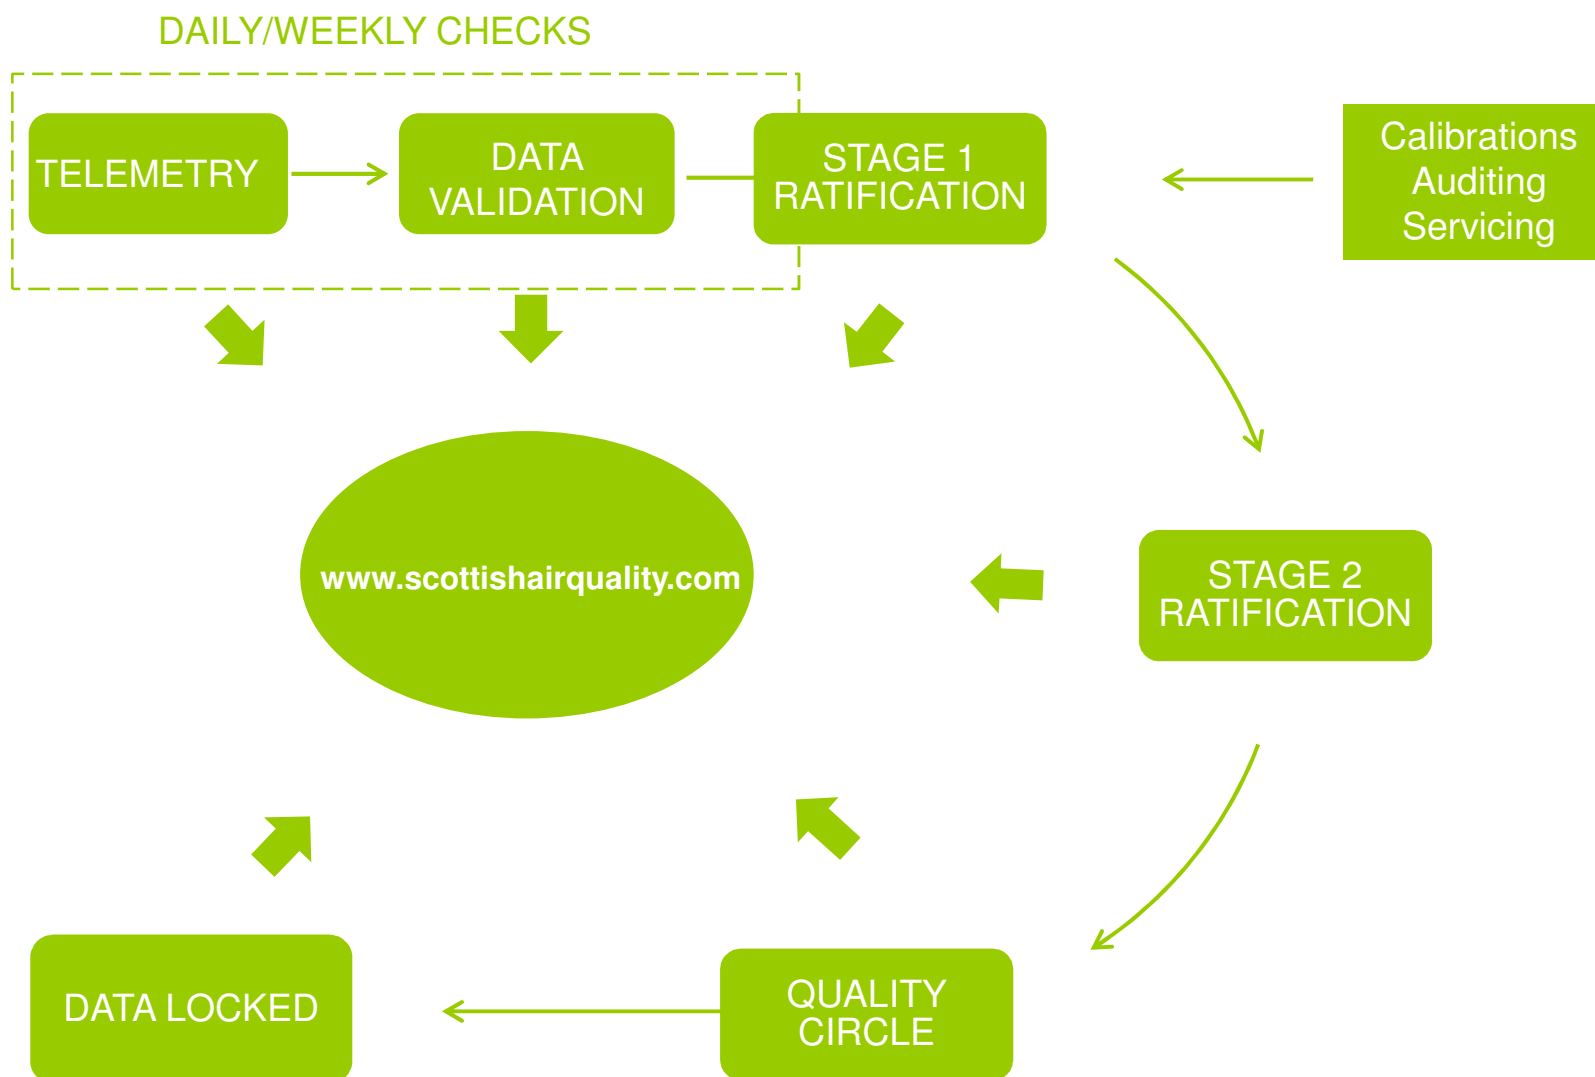 DAILY/WEEKLY CHECKS
TELEMETRY
DATA
VALIDATION
STAGE 1
RATIFICATION
Calibrations
Auditing
Servicing
www.scottishairquality.com
STAGE 2
RATIFICATION
DATA LOCKED
QUALITY
CIRCLE